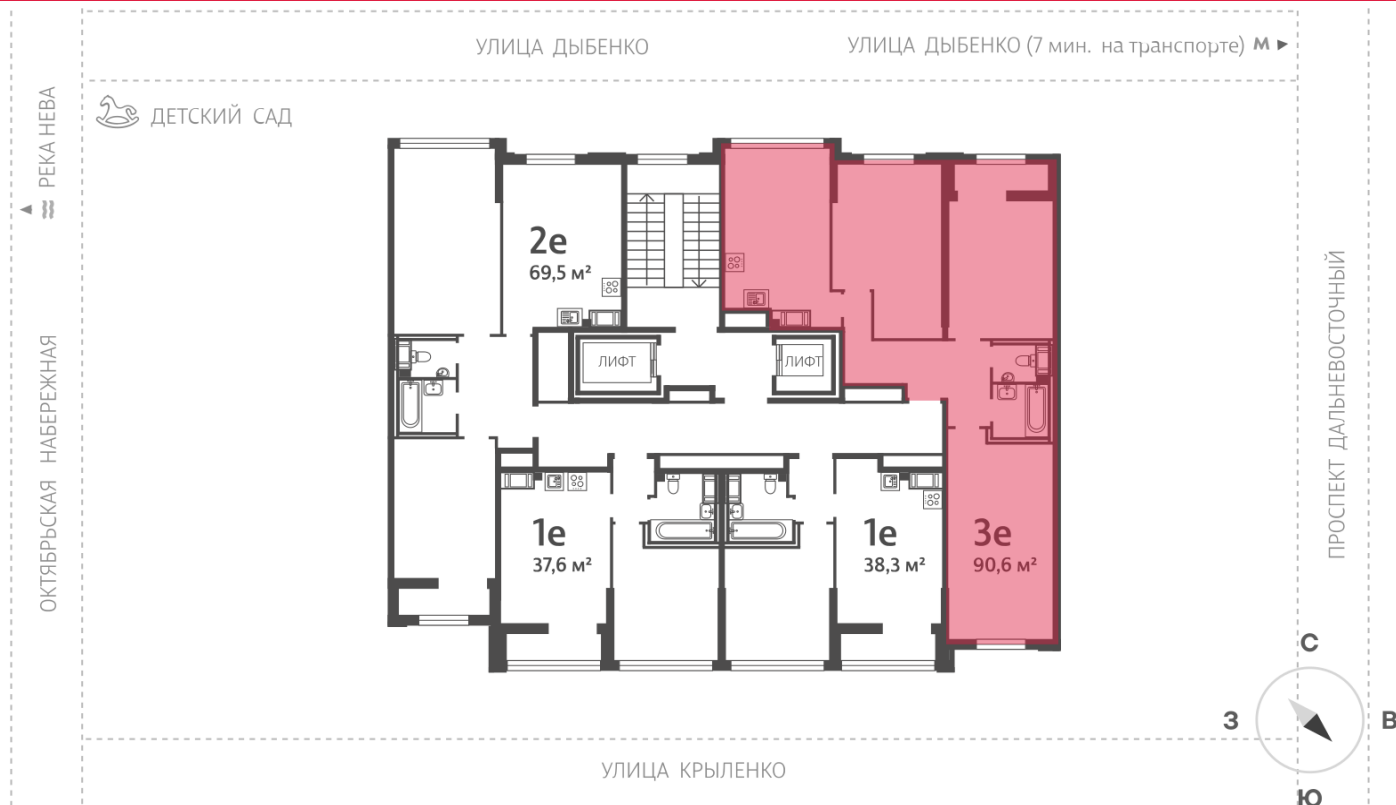 УЛИЦА ДЫБЕНКО
УЛИЦА ДЫБЕНКО (7 мин. на транспорте) М ►
РЕКА НЕВА
ДЕТСКИЙ САД
2е
69,5 м²
ЛИФТ
ЛИФТ
ОКТЯБРЬСКАЯ НАБЕРЕЖНАЯ
ПРОСПЕКТ ДАЛЬНЕВОСТОЧНЫЙ
1е
37,6 м²
1е
38,3 м²
3е
90,6 м²
С
З
В
Ю
УЛИЦА КРЫЛЕНКО